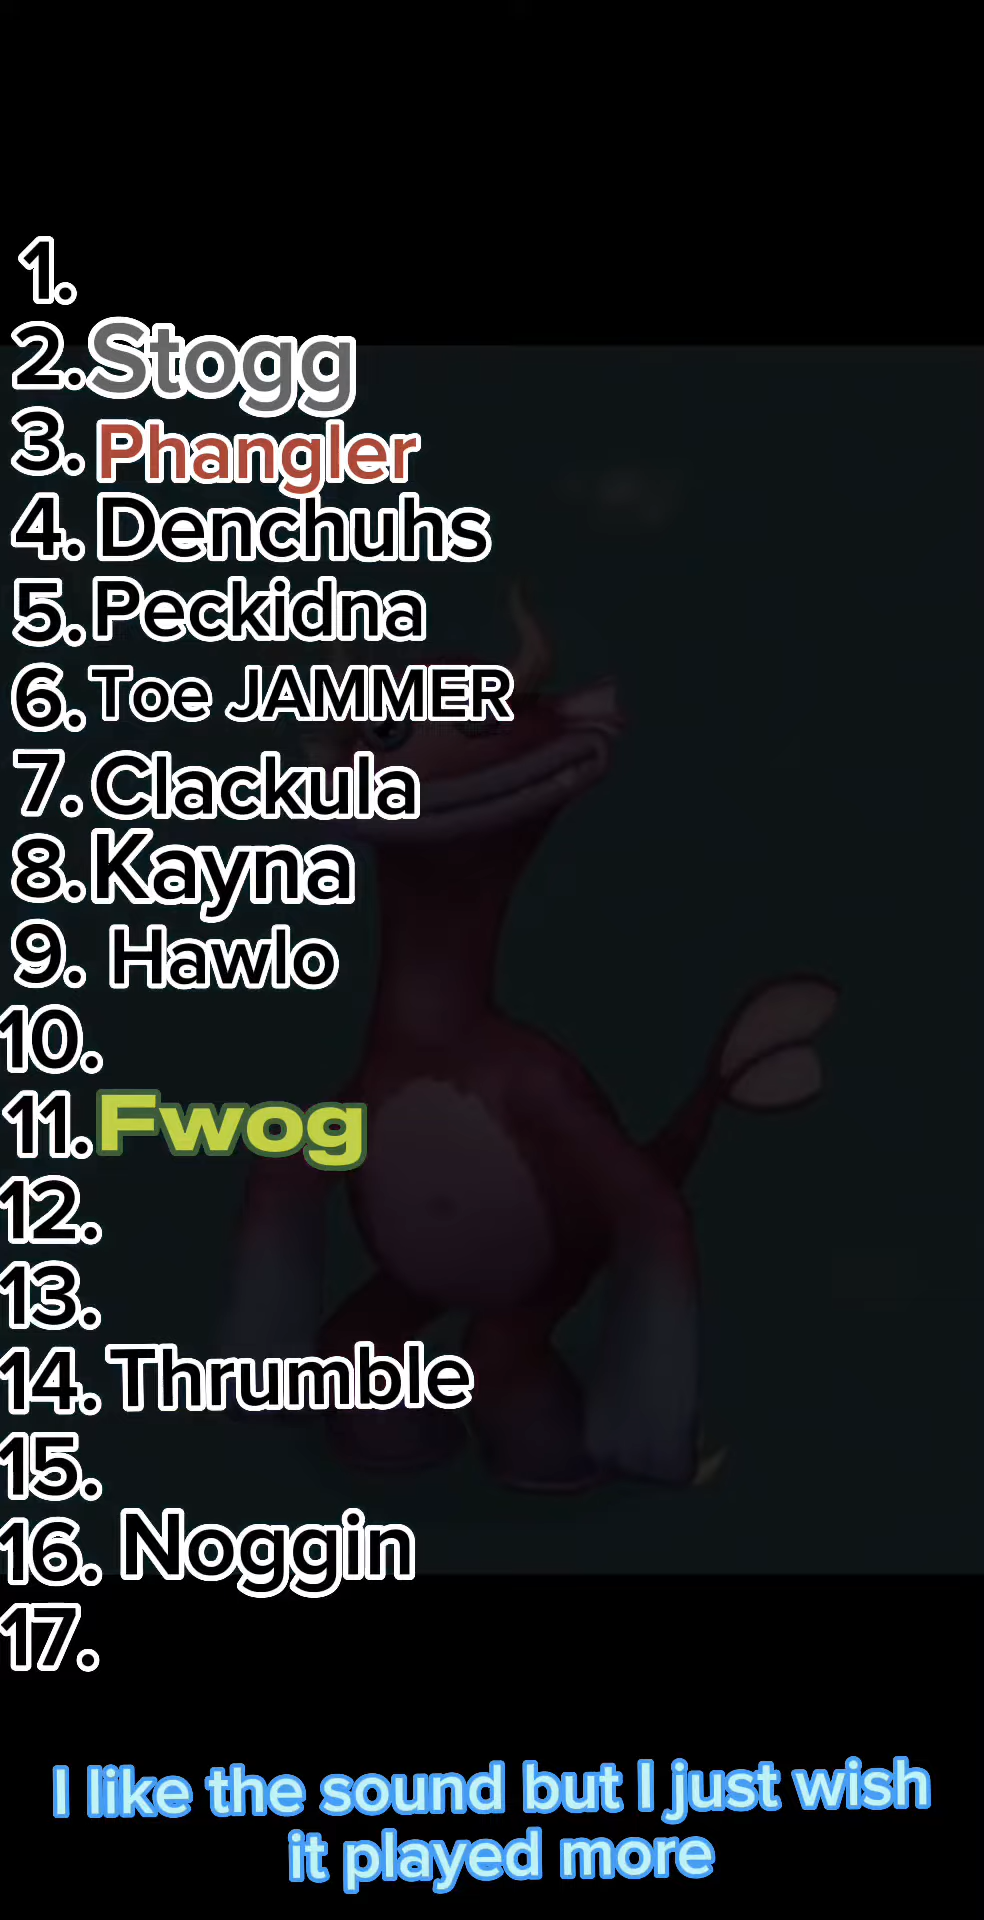 1.
2. Stogg
3. Phangler
4. Denchuhs
5. Peckidna
6. Toe JAMMER
7. Clackula
8. Kayna
9. Hawlo
10.
11. Fwog
12.
13.
14. Thrumble
15.
16. Noggin
17.
I like the sound but I just wish
it played more